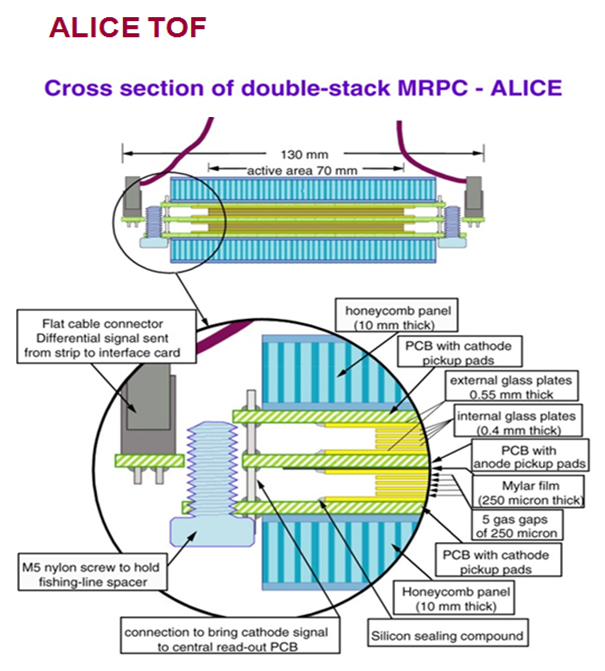 ALICE TOF
Cross section of double-stack MRPC - ALICE
130 mm
active area 70 mm
Flat cable connector
Differential signal sent
from strip to interface card
honeycomb panel
(10 mm thick)
PCB with cathode
pickup pads
external glass plates
0.55 mm thick
internal glass plates
(0.4 mm thick)
PCB with
anode pickup pads
Mylar film
(250 micron thick)
5 gas gaps
of 250 micron
PCB with cathode
pickup pads
M5 nylon screw to hold
fishing-line spacer
Honeycomb panel
(10 mm thick)
connection to bring cathode signal
to central read-out PCB
Silicon sealing compound